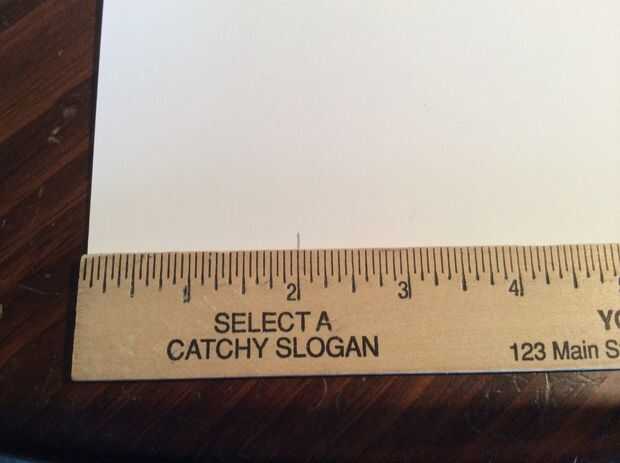 1 2 3 4
SELECT A
CATCHY SLOGAN
123 Main